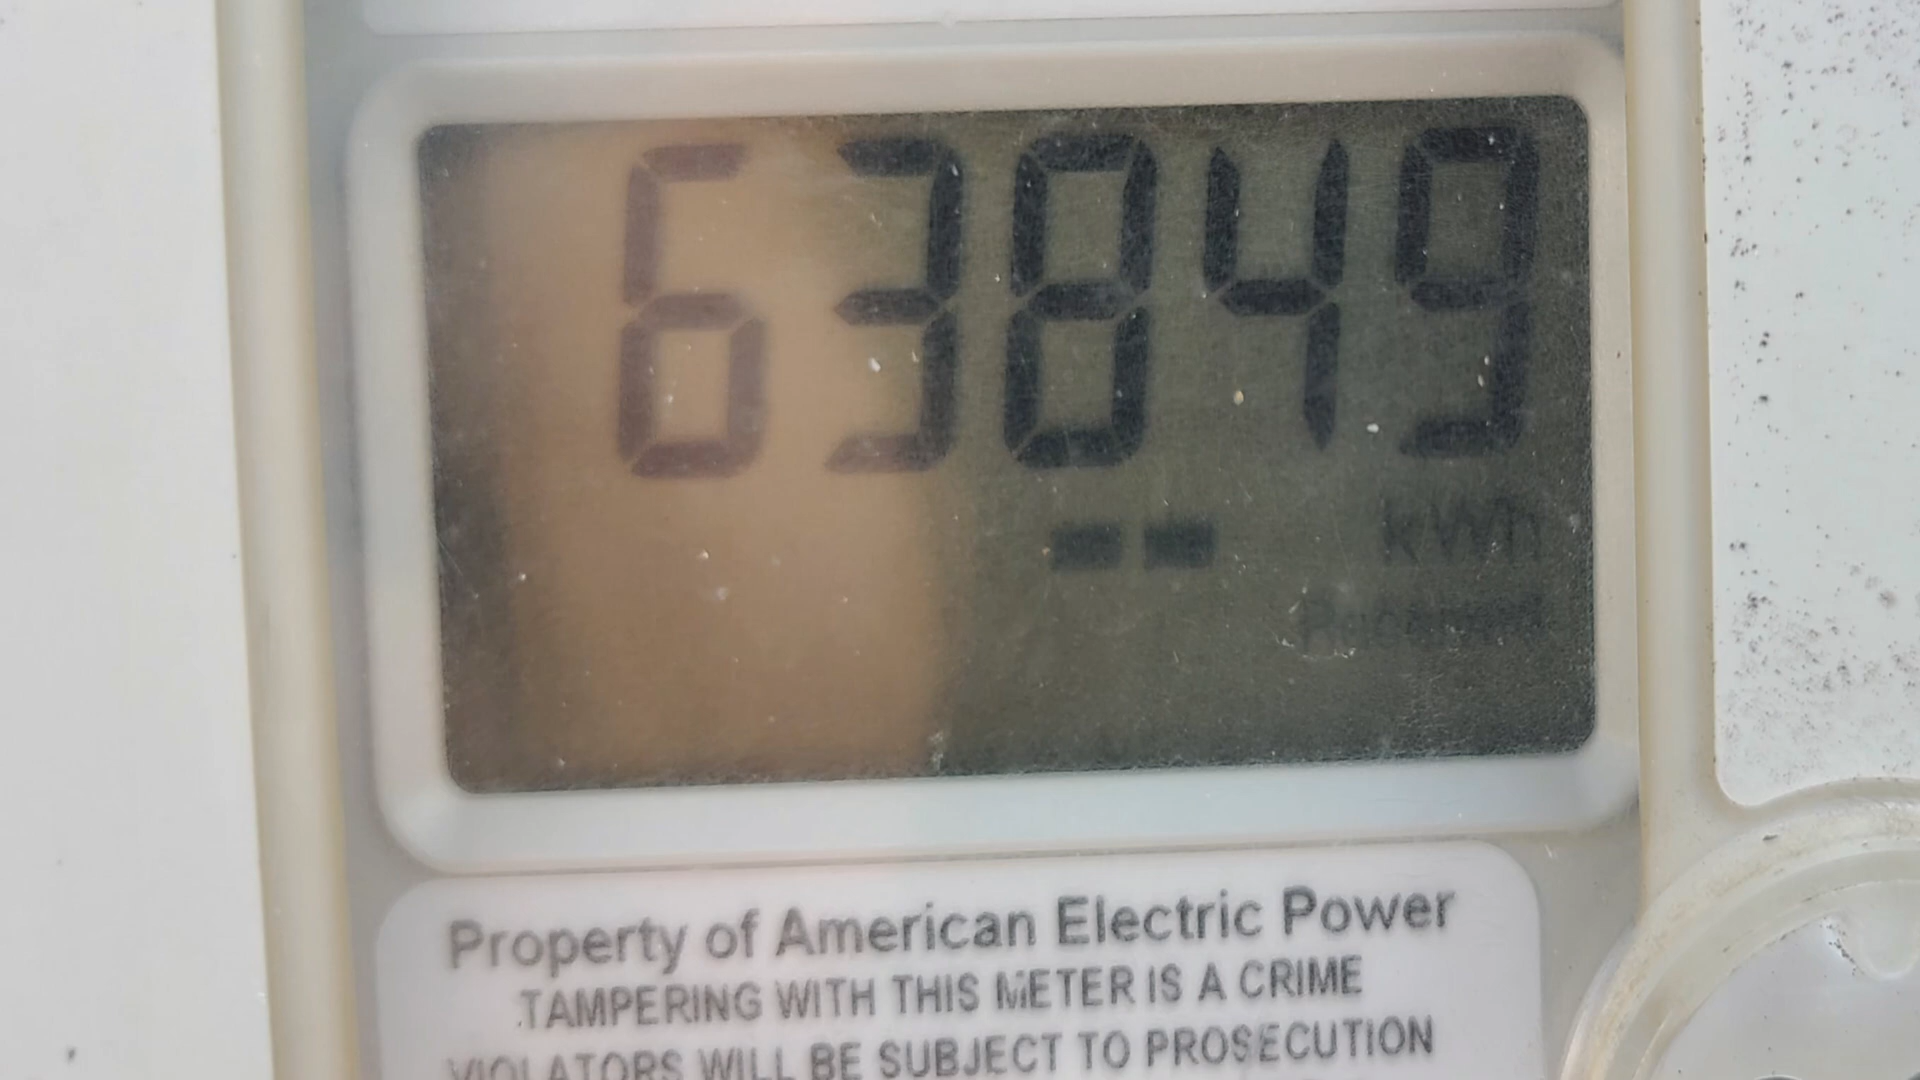 63849
kWh
Property of American Electric Power
TAMPERING WITH THIS METER IS A CRIME
VIOLATORS WILL BE SUBJECT TO PROSECUTION